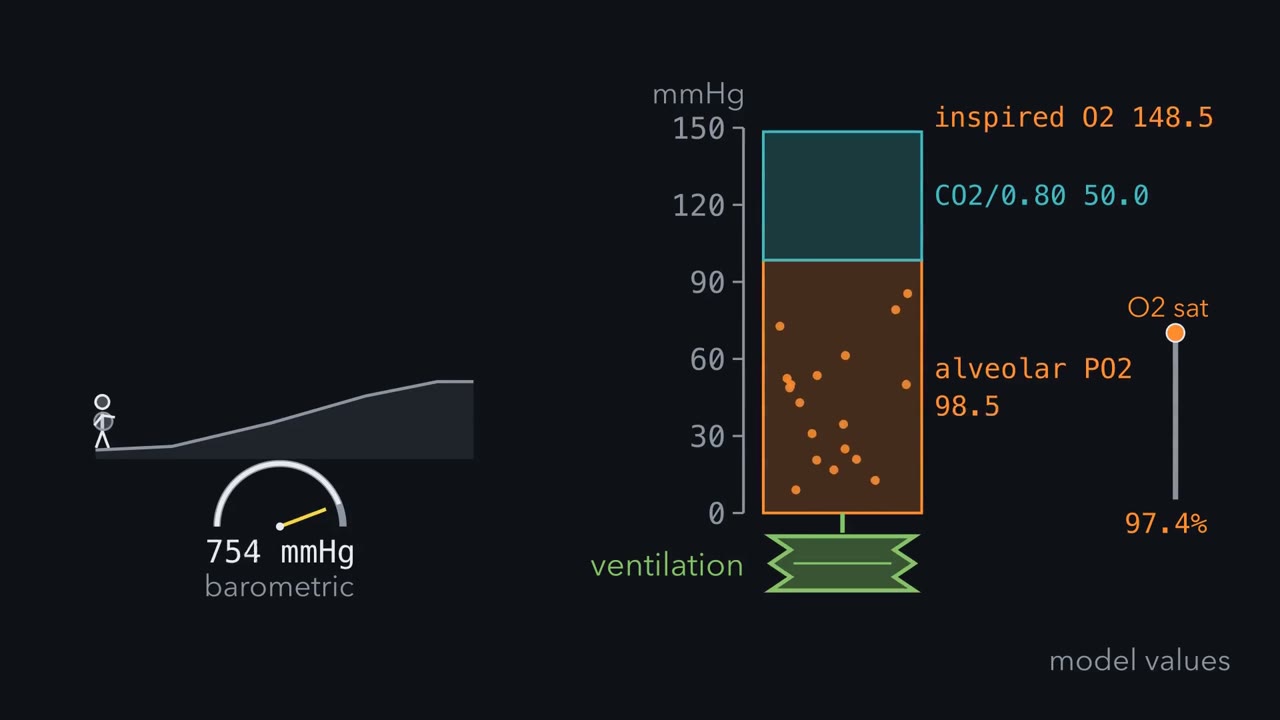 mmHg
150
120
90
60
30
0
inspired O2 148.5
CO2/0.80 50.0
alveolar PO2
98.5
O2 sat
97.4%
754 mmHg
barometric
ventilation
model values